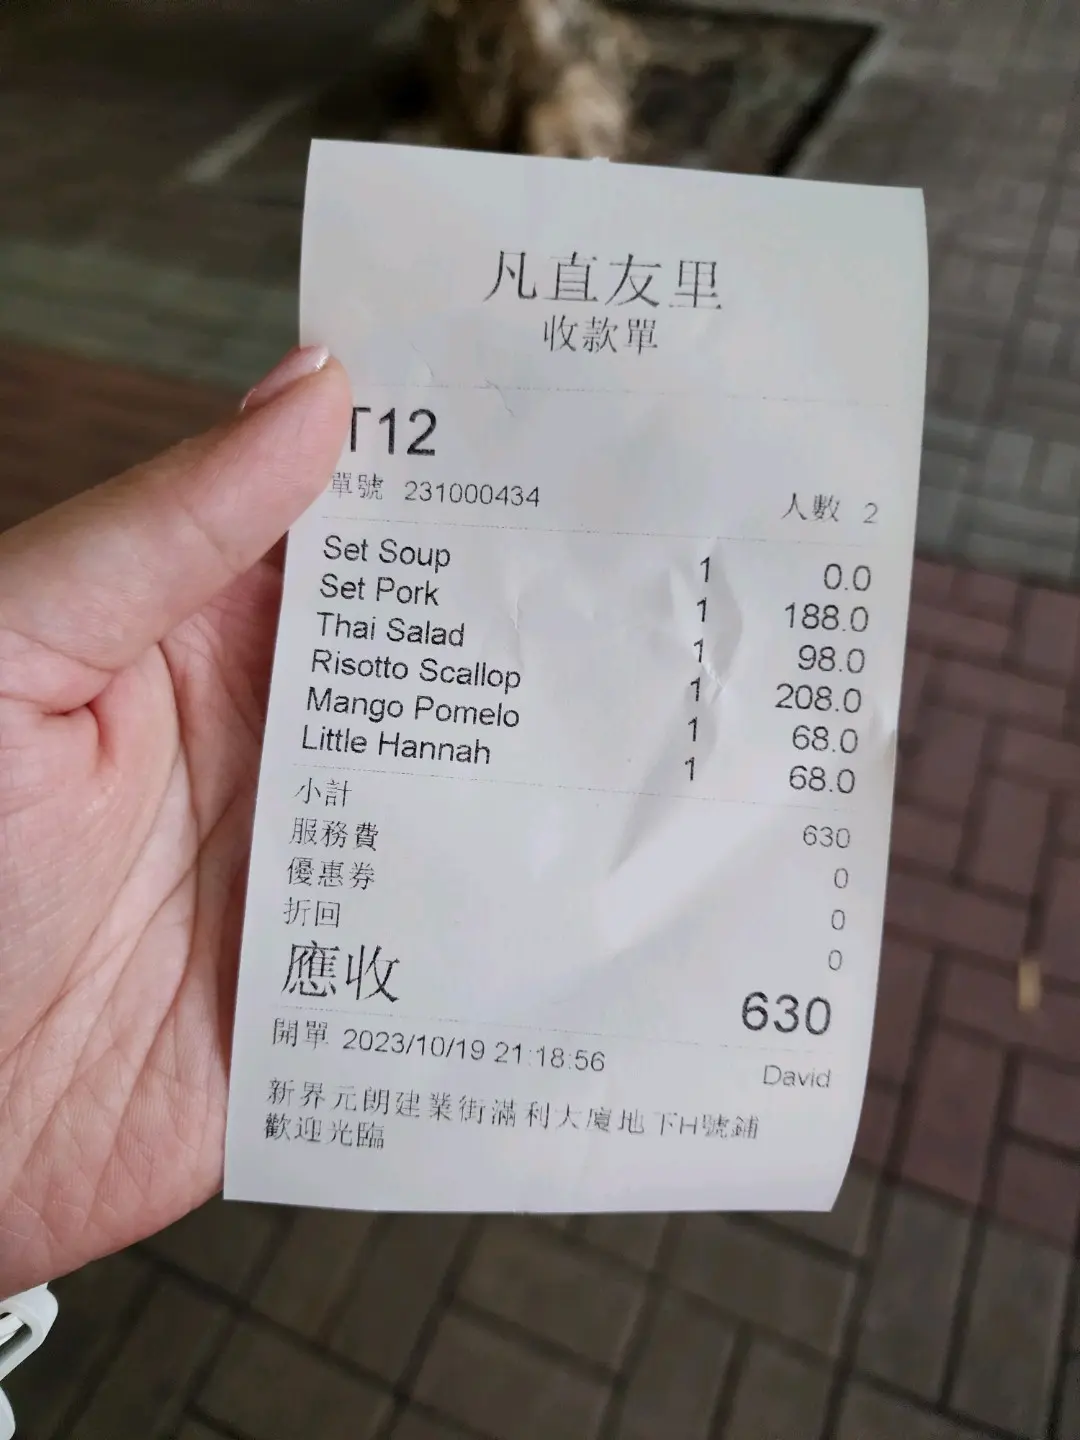 凡直友里
收款單
T12
單號 231000434 人數 2
Set Soup 1 0.0
Set Pork 1 188.0
Thai Salad 1 98.0
Risotto Scallop 1 208.0
Mango Pomelo 1 68.0
Little Hannah 1 68.0
小計 630
服務費 0
優惠券 0
折回 0
應收 630
開單 2023/10/19 21:18:56 David
新界元朗建業街滿利大廈地下H號鋪
歡迎光臨